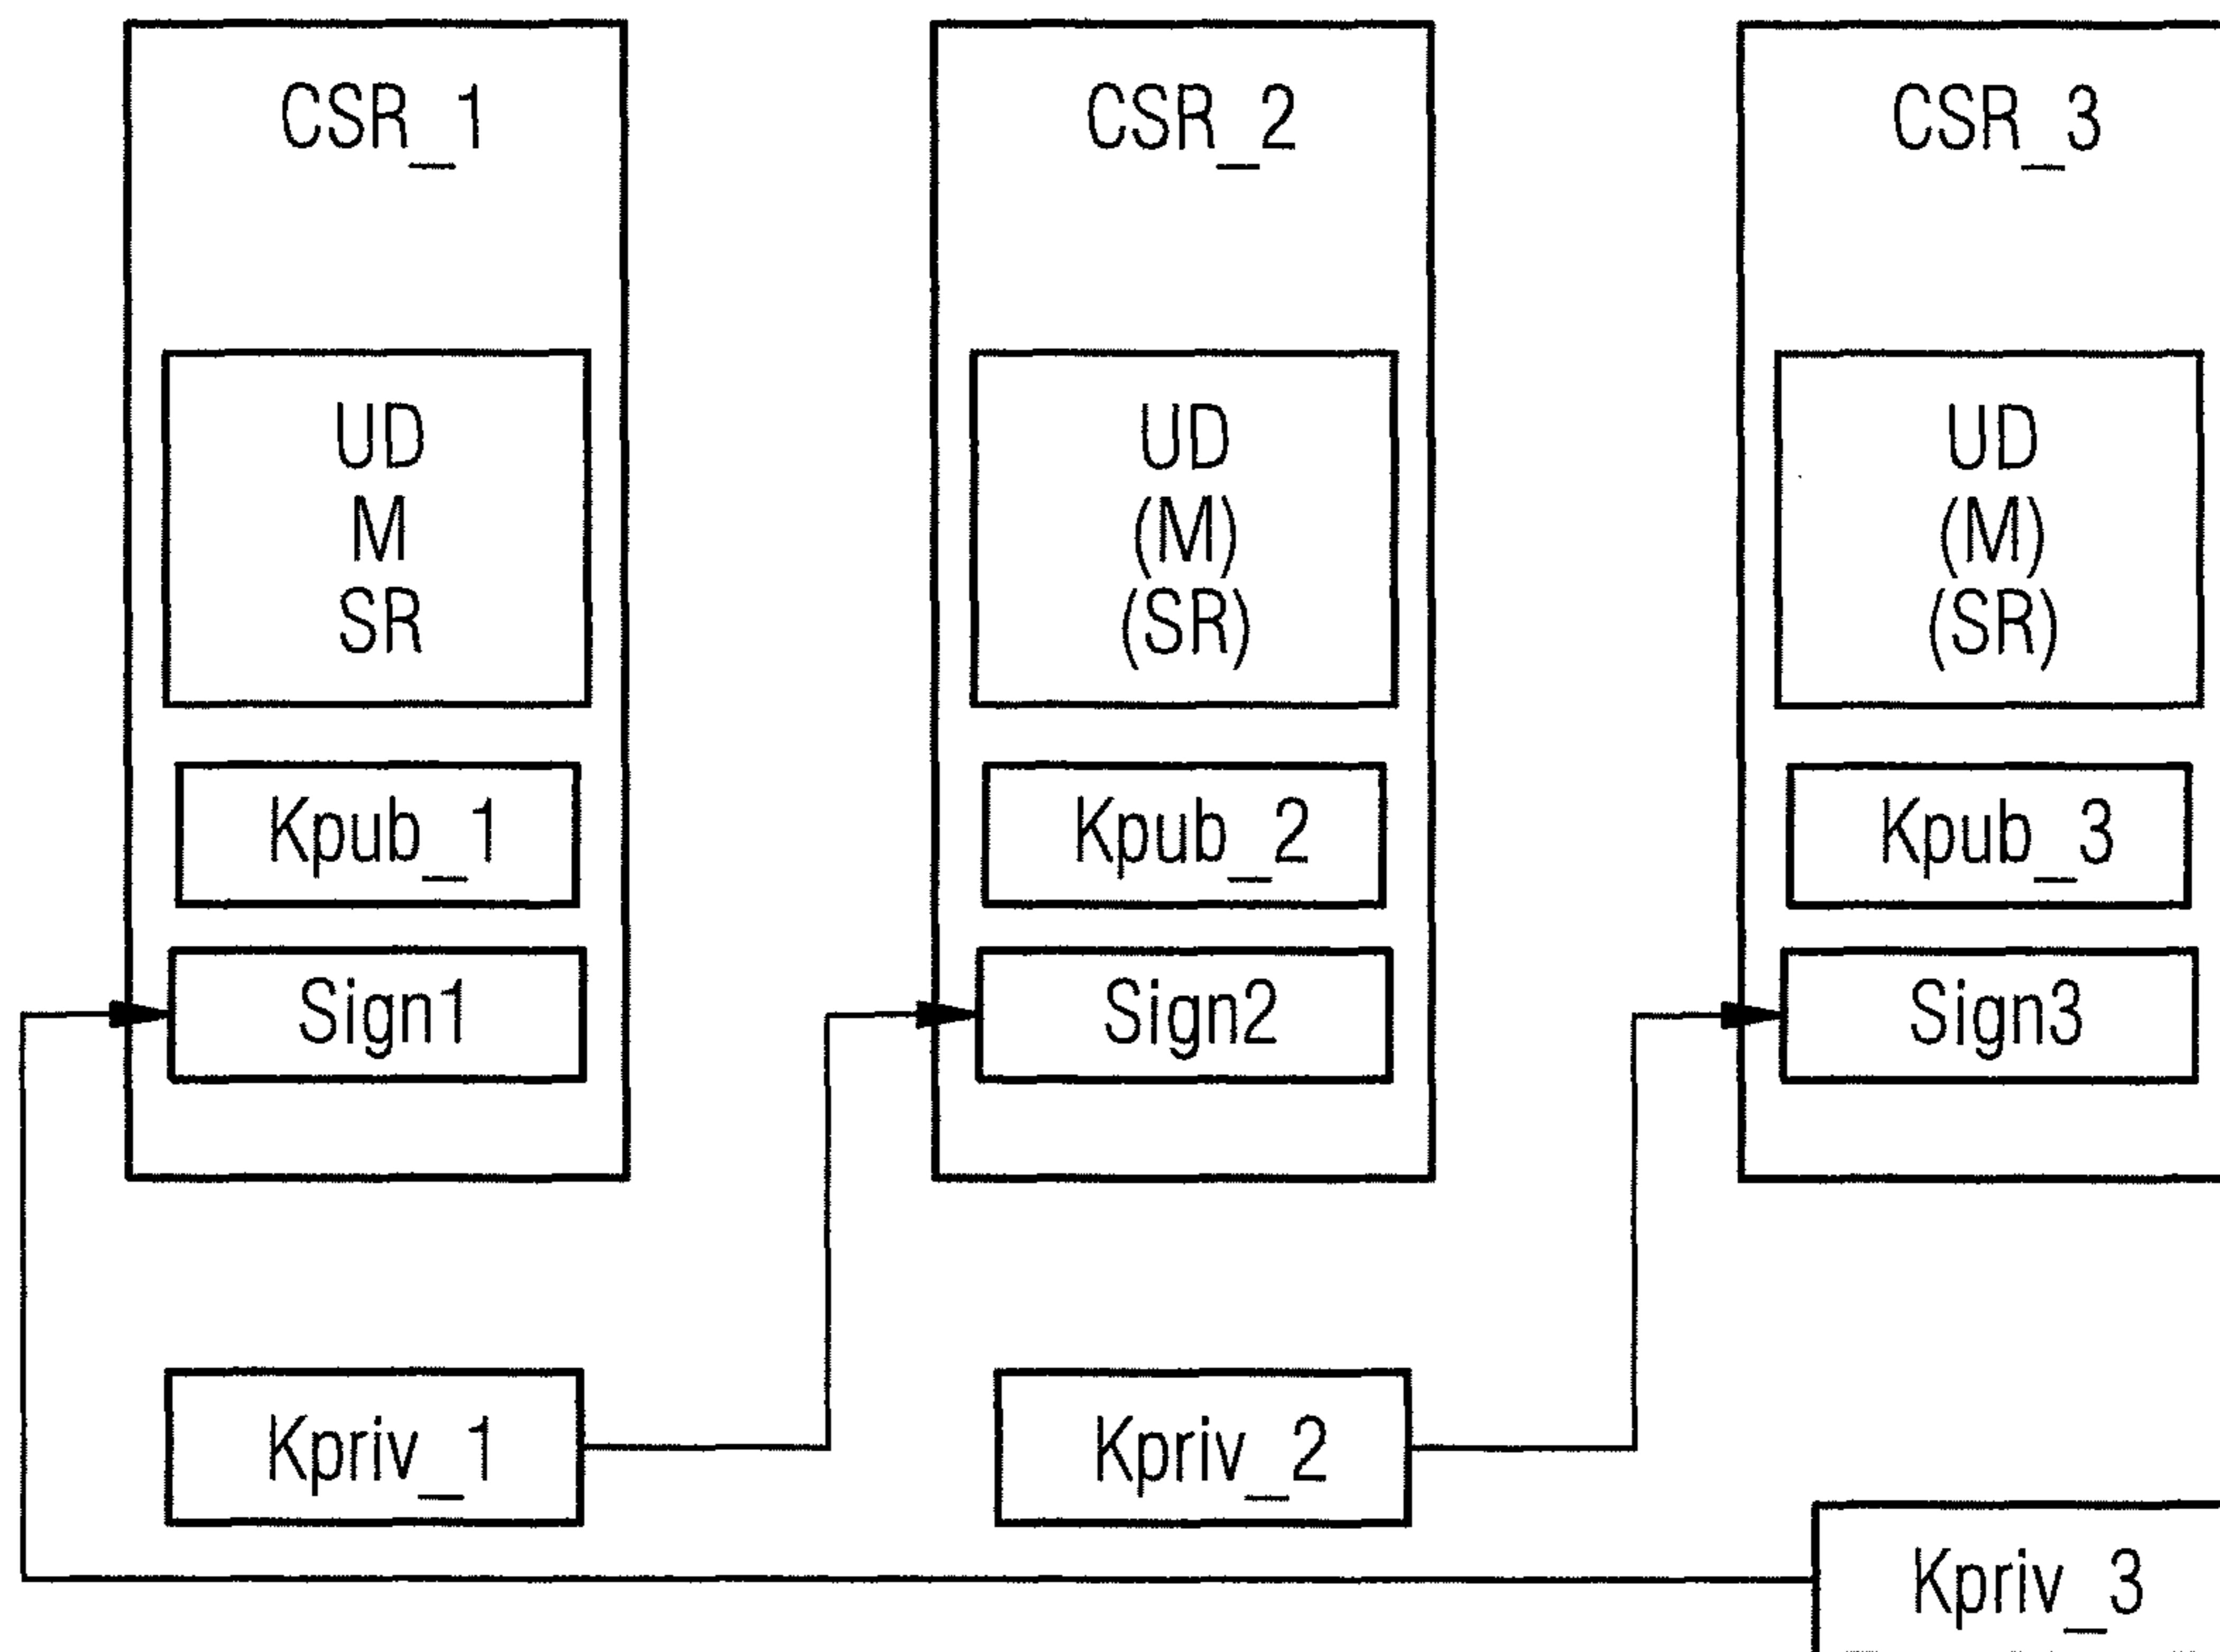 CSR_1
UD
M
SR
Kpub_1
Sign1
CSR_2
UD
(M)
(SR)
Kpub_2
Sign2
CSR_3
UD
(M)
(SR)
Kpub_3
Sign3
Kpriv_1
Kpriv_2
Kpriv_3